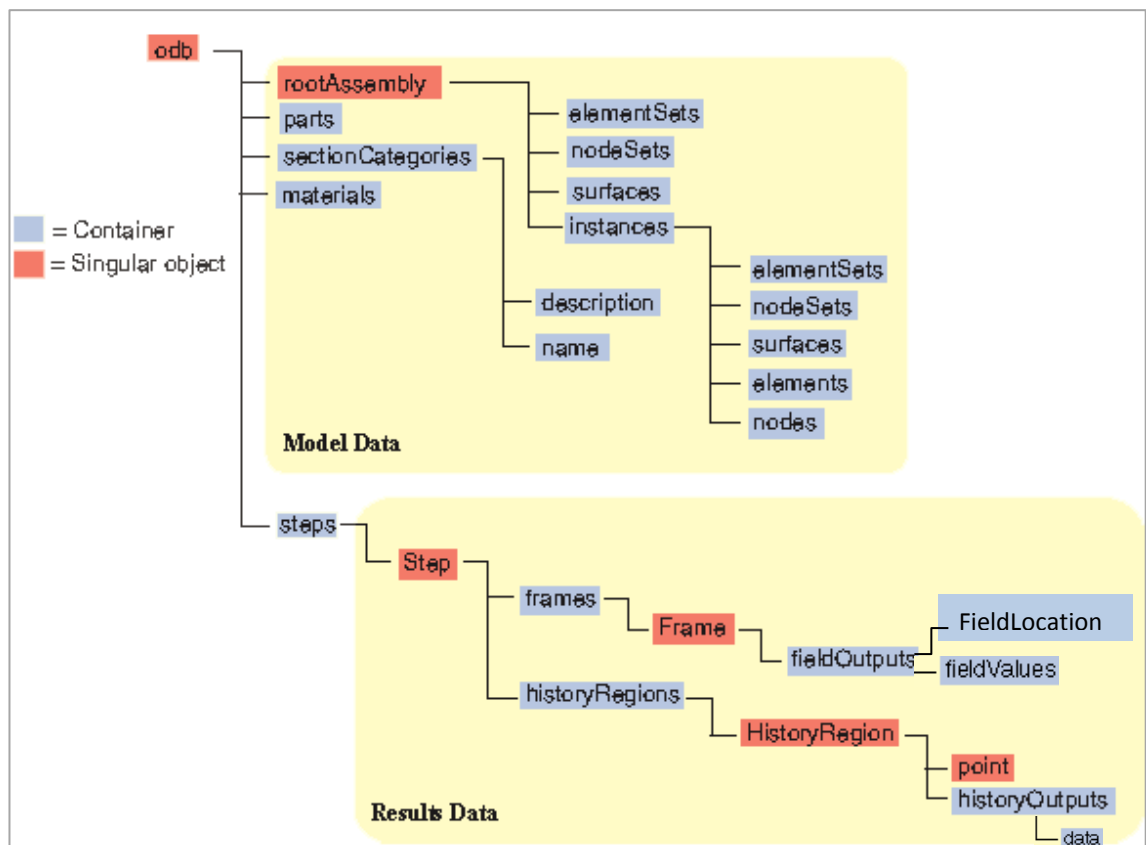 odb
rootAssembly
parts
sectionCategories
materials
elementSets
nodeSets
surfaces
instances
elementSets
nodeSets
surfaces
elements
nodes
description
name
= Container
= Singular object
Model Data
steps
Step
frames
Frame
fieldOutputs
FieldLocation
fieldValues
historyRegions
HistoryRegion
point
historyOutputs
data
Results Data